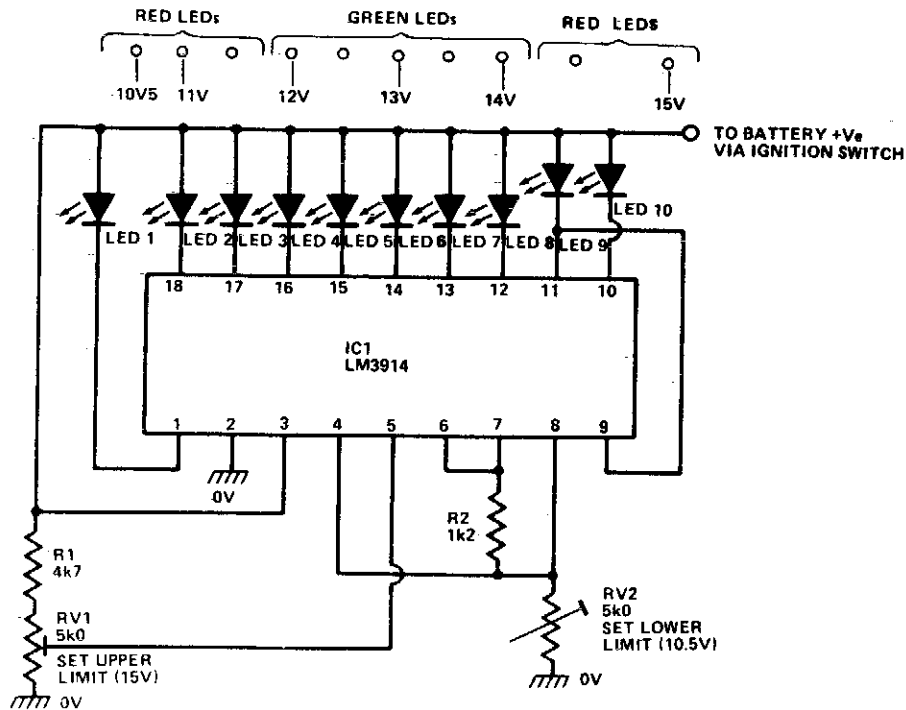 RED LEDs
GREEN LEDs
RED LEDS
10V5
11V
12V
13V
14V
15V
TO BATTERY +Ve
VIA IGNITION SWITCH
LED 1
LED 2
LED 3
LED 4
LED 5
LED 6
LED 7
LED 8
LED 9
LED 10
18
17
16
15
14
13
12
11
10
IC1
LM3914
1
2
3
4
5
6
7
8
9
0V
R2
1k2
R1
4k7
RV1
5k0
SET UPPER
LIMIT (15V)
0V
RV2
5k0
SET LOWER
LIMIT (10.5V)
0V